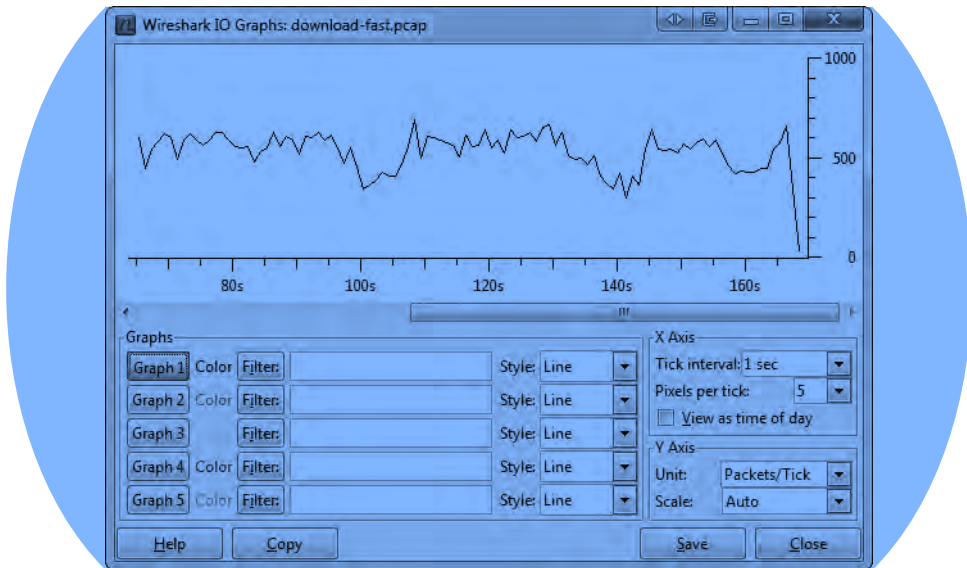 Wireshark IO Graphs: download-fast.pcap
1000
500
0
80s 100s 120s 140s 160s
Graphs
Graph 1 Color Filter: Style: Line
Graph 2 Color Filter: Style: Line
Graph 3 Filter: Style: Line
Graph 4 Color Filter: Style: Line
Graph 5 Color Filter: Style: Line
X Axis
Tick interval: 1 sec
Pixels per tick: 5
View as time of day
Y Axis
Unit: Packets/Tick
Scale: Auto
Help Copy Save Close